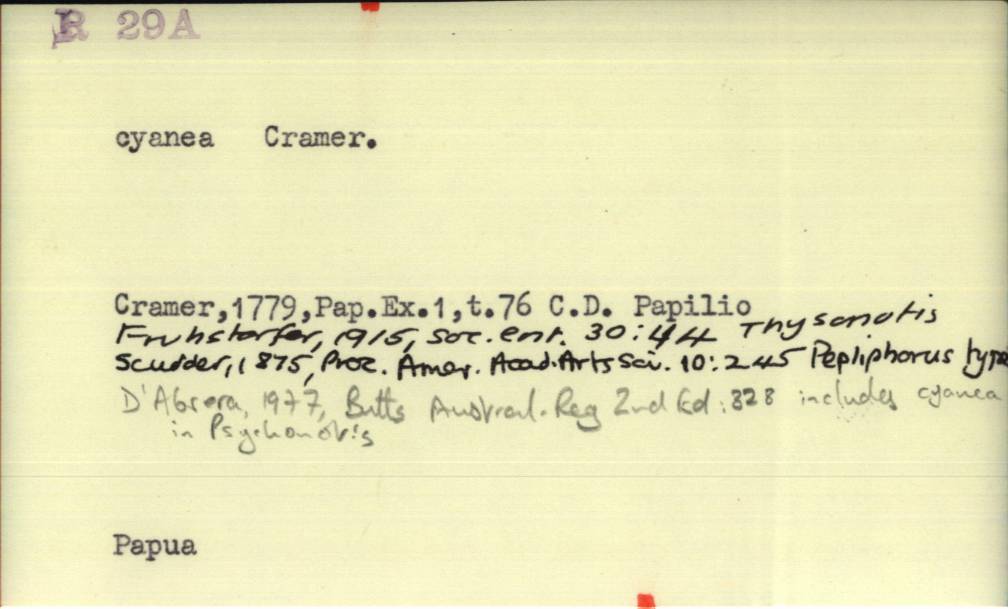 R 29A
cyanea Cramer.
Cramer,1779,Pap.Ex.1,t.76 C.D. Papilio
Fruhstorfer, 1915, Soc. ent. 30:44 Thysonotis
Scudder, 1875, Proc. Amer. Acad. Arts Sci. 10:245 Pepliphorus type
D'Abrera, 1977, Butts Austral. Reg 2nd Ed: 328 includes cyanea
in Psychonotis
Papua